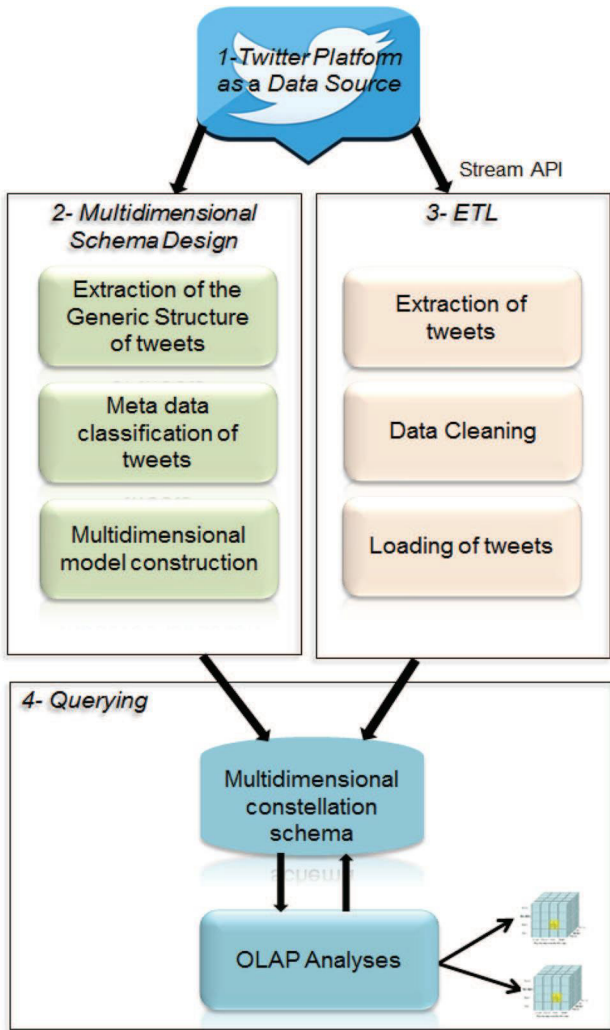 1-Twitter Platform
as a Data Source
Stream API
2- Multidimensional
Schema Design
Extraction of the
Generic Structure
of tweets
Meta data
classification of
tweets
Multidimensional
model construction
3- ETL
Extraction of
tweets
Data Cleaning
Loading of tweets
4- Querying
Multidimensional
constellation
schema
OLAP Analyses